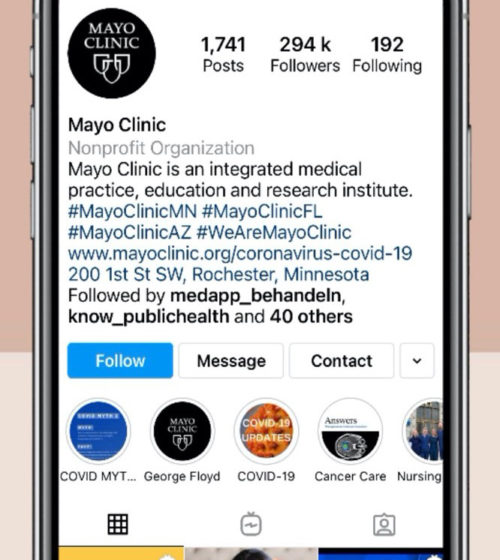 MAYO
CLINIC
1,741 294 k 192
Posts Followers Following
Mayo Clinic
Nonprofit Organization
Mayo Clinic is an integrated medical
practice, education and research institute.
#MayoClinicMN #MayoClinicFL
#MayoClinicAZ #WeAreMayoClinic
www.mayoclinic.org/coronavirus-covid-19
200 1st St SW, Rochester, Minnesota
Followed by medapp_behandeln,
know_publichealth and 40 others
Follow Message Contact
COVID MYTH 2
MYTH
FACT
MAYO
CLINIC
COVID-19
UPDATES
Answers
COVID MYT... George Floyd COVID-19 Cancer Care Nursing